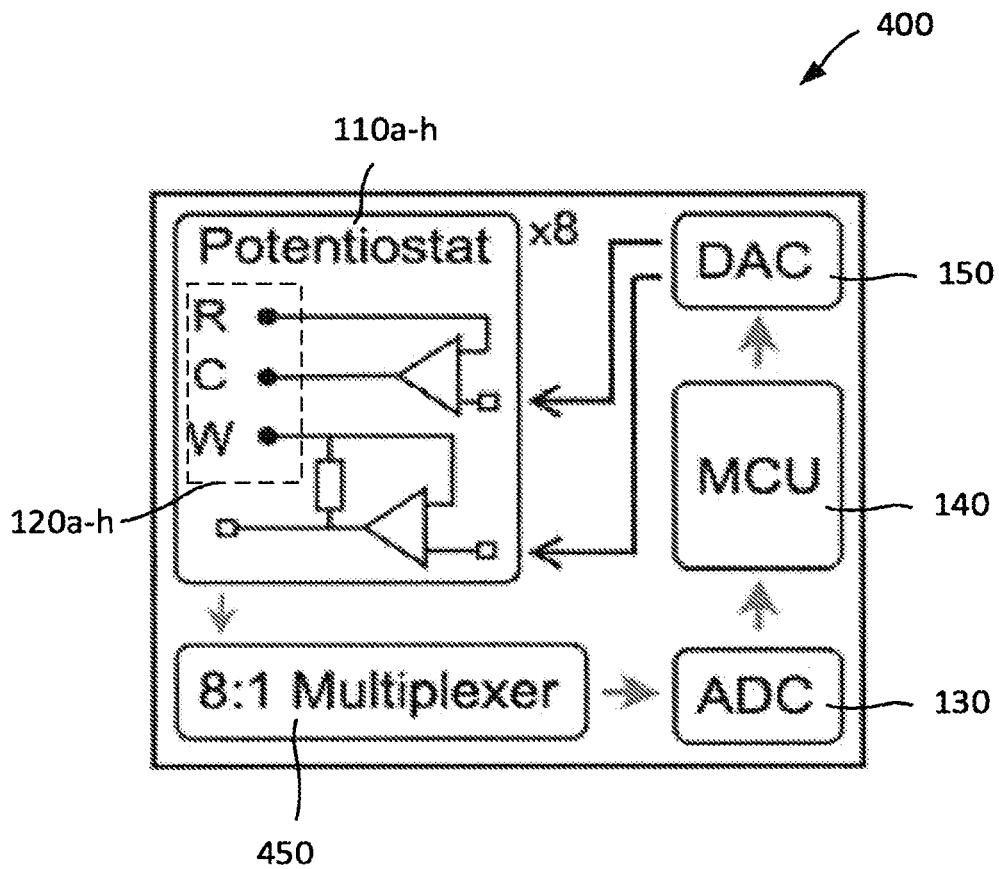 400
110a-h
Potentiostat
x8
DAC
150
R
C
W
MCU
140
120a-h
8:1 Multiplexer
ADC
130
450